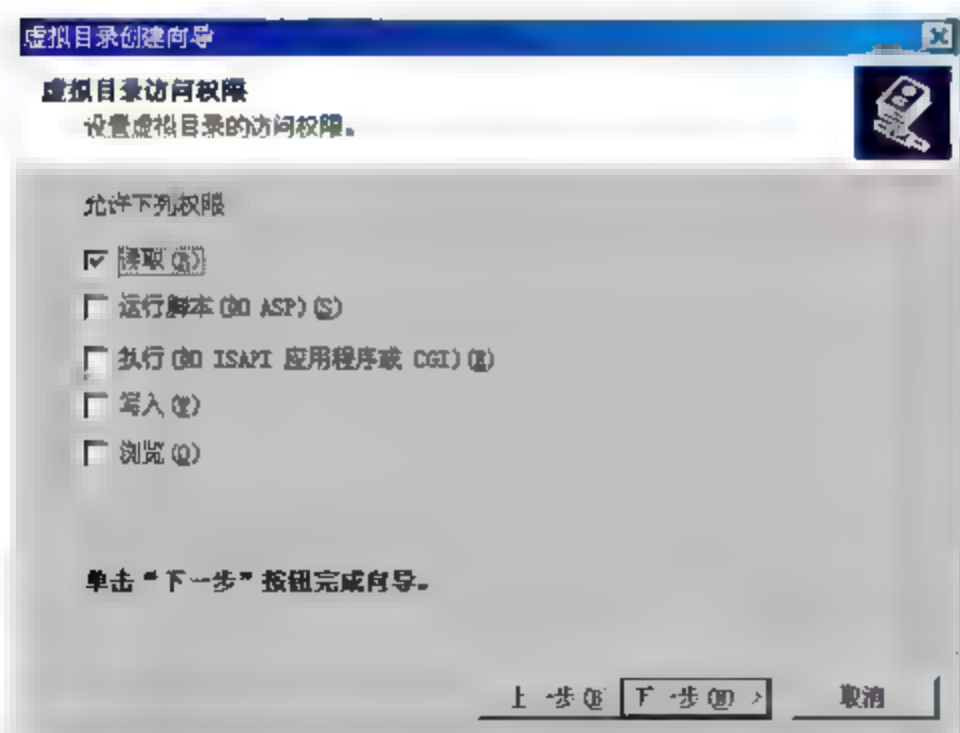 虚拟目录创建向导
虚拟目录访问权限
设置虚拟目录的访问权限。
允许下列权限
读取(R)
运行脚本(如 ASP)(S)
执行(如 ISAPI 应用程序或 CGI)(E)
写入(W)
浏览(O)
单击“下一步”按钮完成向导。
上一步(B 下一步(N) > 取消